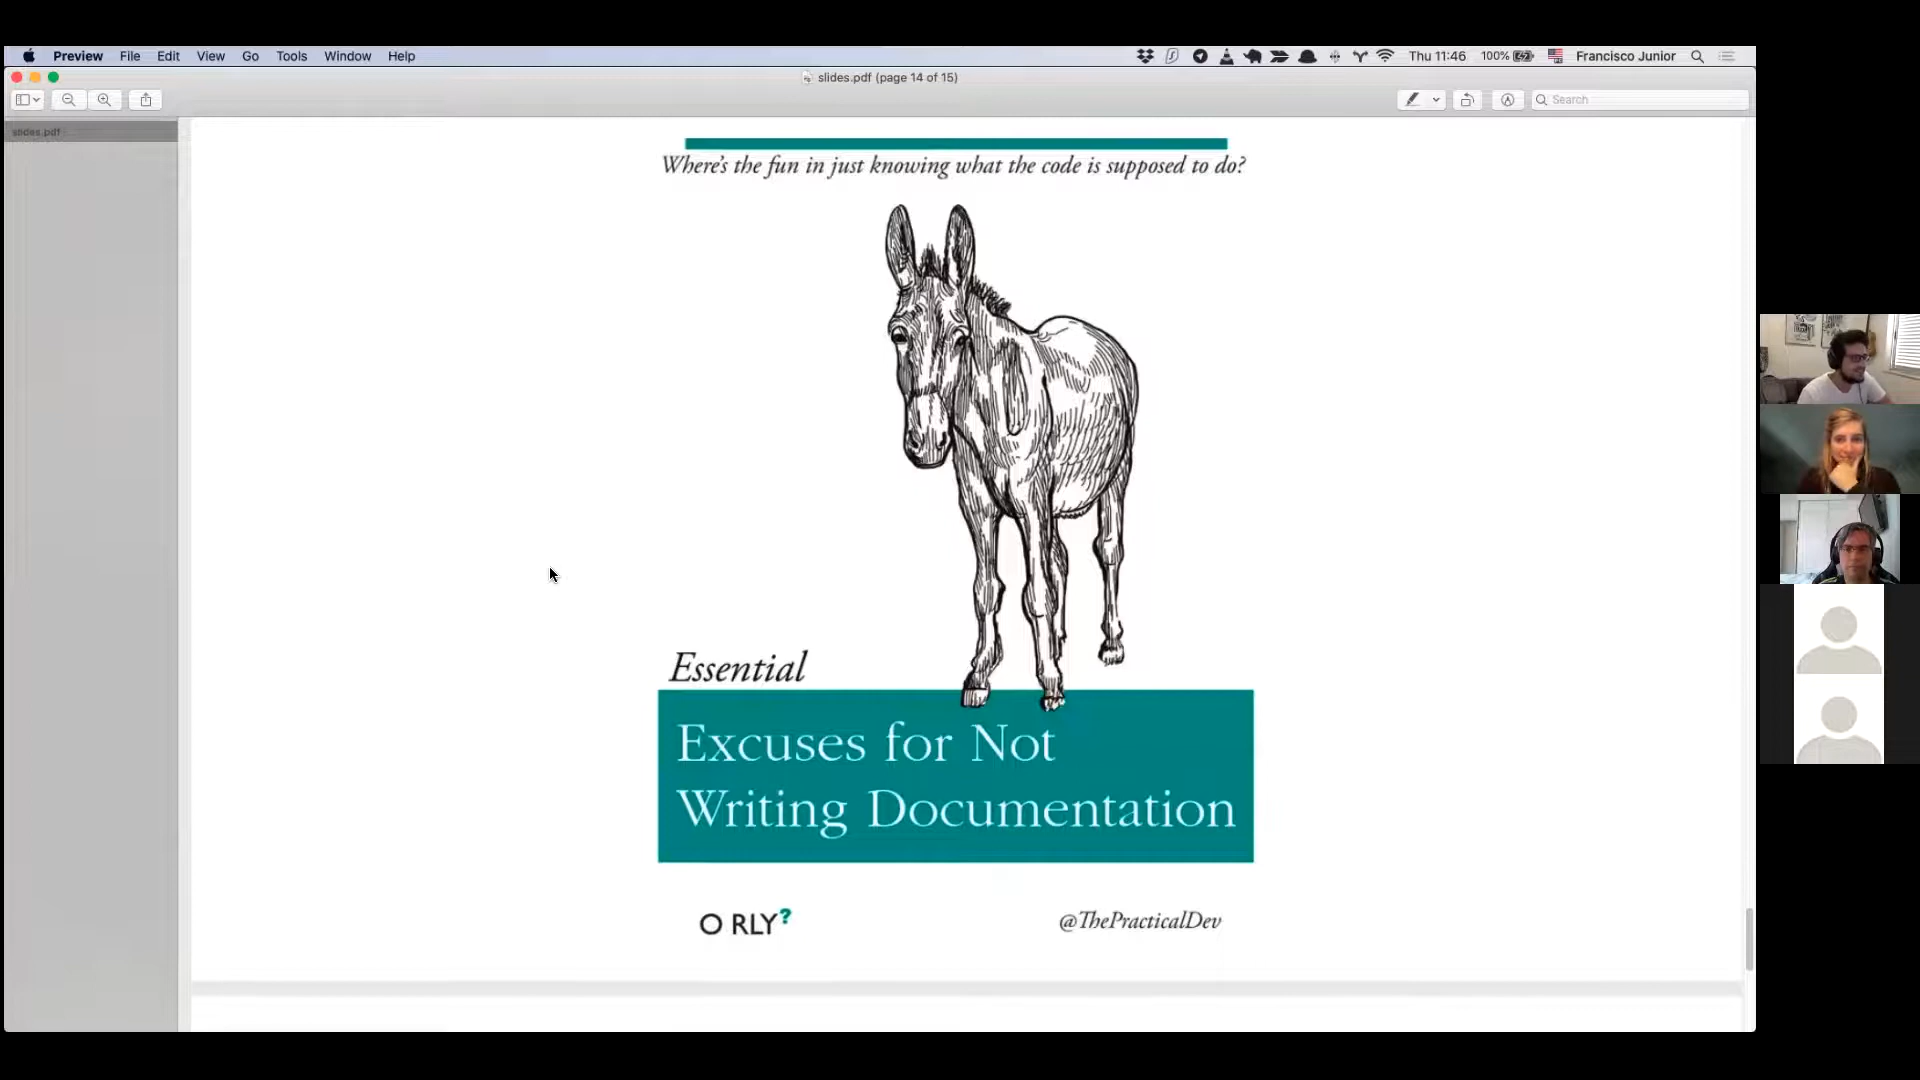 Preview File Edit View Go Tools Window Help
Thu 11:46 100% Francisco Junior
slides.pdf (page 14 of 15)
Search
slides.pdf
Where's the fun in just knowing what the code is supposed to do?
Essential
Excuses for Not
Writing Documentation
O RLY?
@ThePracticalDev